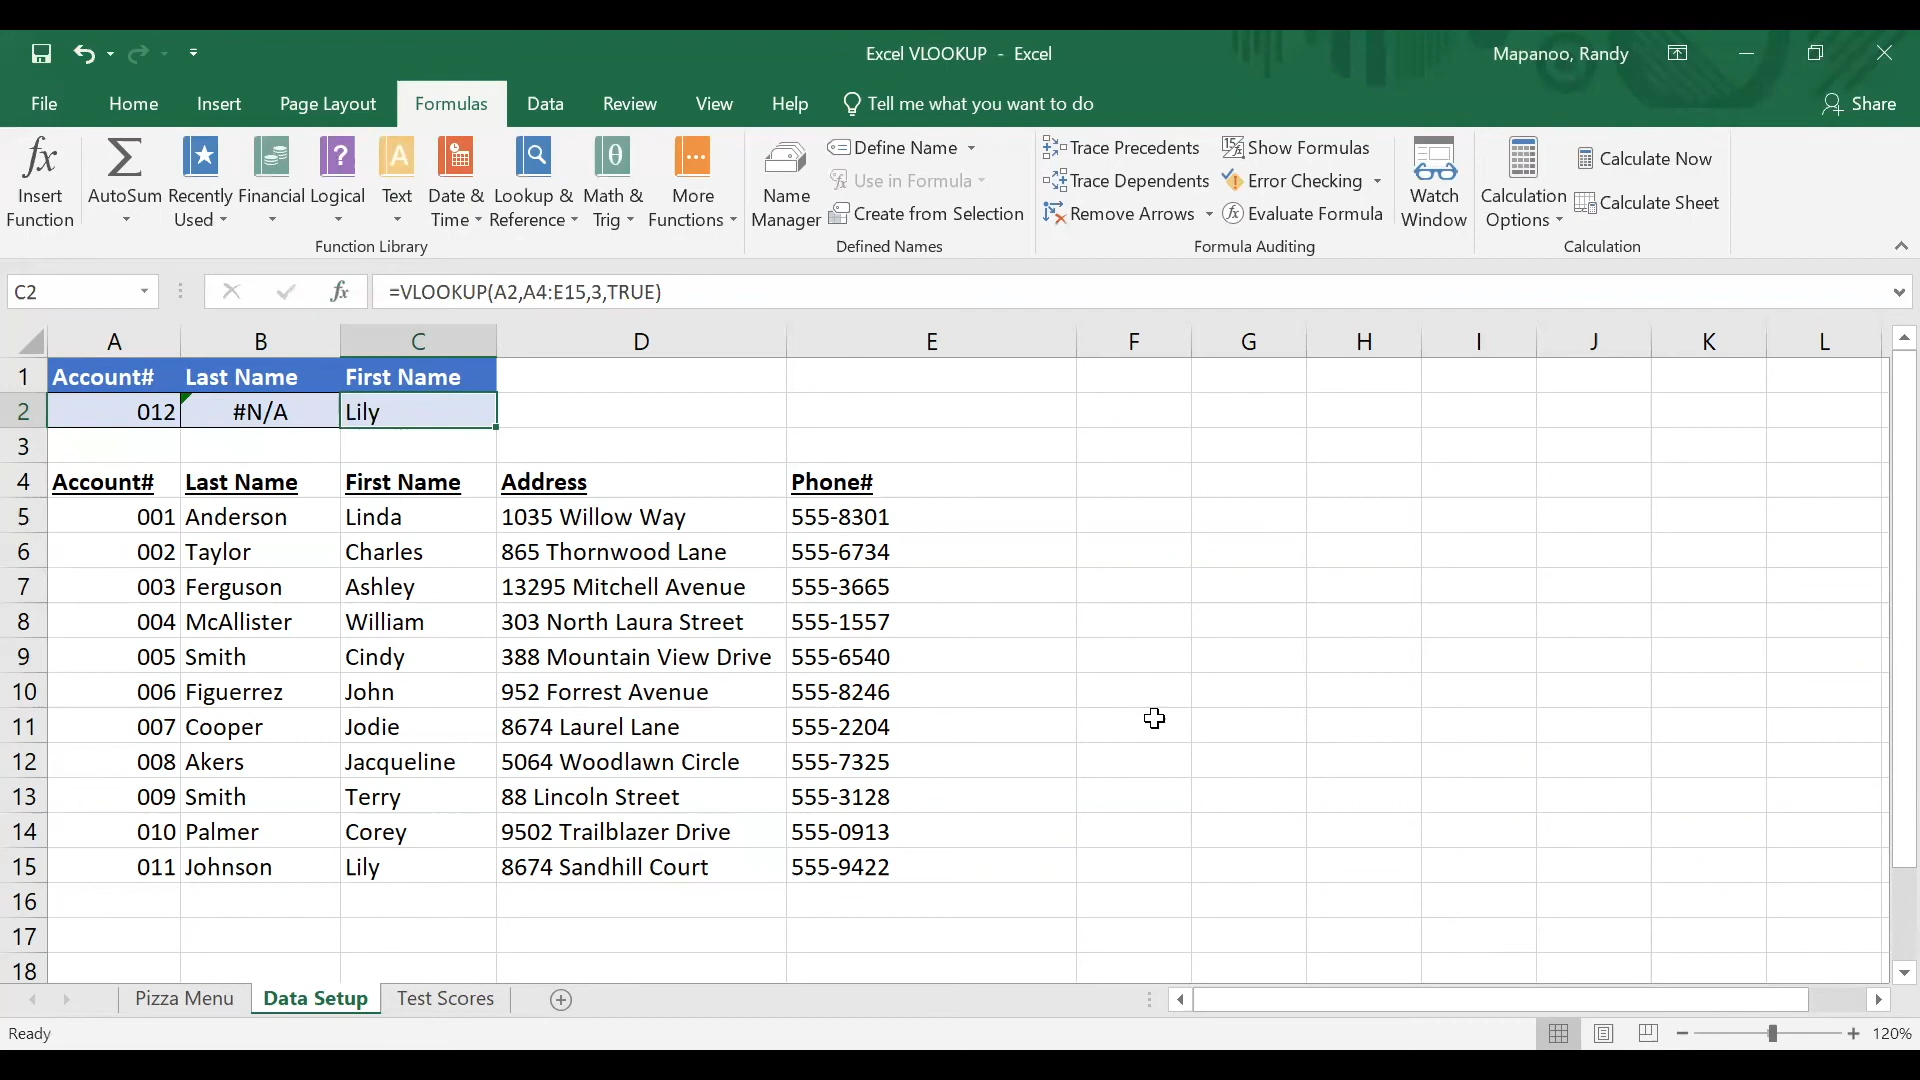 Excel VLOOKUP - Excel
Mapanoo, Randy
File Home Insert Page Layout Formulas Data Review View Help Tell me what you want to do Share
fx Insert Function
AutoSum
Recently Used
Financial
Logical
Text
Date & Time
Lookup & Reference
Math & Trig
More Functions
Function Library
Name Manager
Define Name
Use in Formula
Create from Selection
Defined Names
Trace Precedents
Trace Dependents
Remove Arrows
Show Formulas
Error Checking
Evaluate Formula
Formula Auditing
Watch Window
Calculation Options
Calculate Now
Calculate Sheet
Calculation
C2 fx =VLOOKUP(A2,A4:E15,3,TRUE)
A B C D E F G H I J K L
1 Account# Last Name First Name
2 012 #N/A Lily
3
4 Account# Last Name First Name Address Phone#
5 001 Anderson Linda 1035 Willow Way 555-8301
6 002 Taylor Charles 865 Thornwood Lane 555-6734
7 003 Ferguson Ashley 13295 Mitchell Avenue 555-3665
8 004 McAllister William 303 North Laura Street 555-1557
9 005 Smith Cindy 388 Mountain View Drive 555-6540
10 006 Figuerrez John 952 Forrest Avenue 555-8246
11 007 Cooper Jodie 8674 Laurel Lane 555-2204
12 008 Akers Jacqueline 5064 Woodlawn Circle 555-7325
13 009 Smith Terry 88 Lincoln Street 555-3128
14 010 Palmer Corey 9502 Trailblazer Drive 555-0913
15 011 Johnson Lily 8674 Sandhill Court 555-9422
16
17
18
Pizza Menu Data Setup Test Scores
Ready 120%